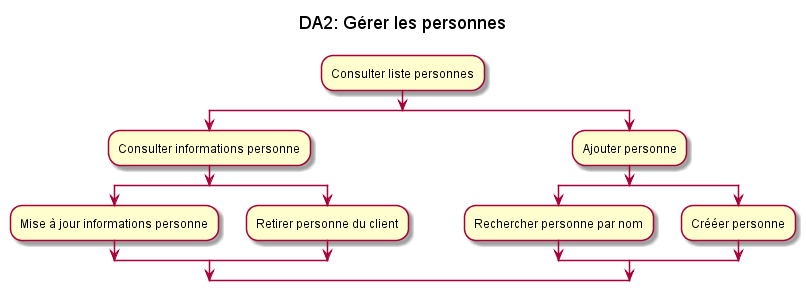 DA2: Gérer les personnes
Consulter liste personnes
Consulter informations personne
Ajouter personne
Mise à jour informations personne
Retirer personne du client
Rechercher personne par nom
Crééer personne